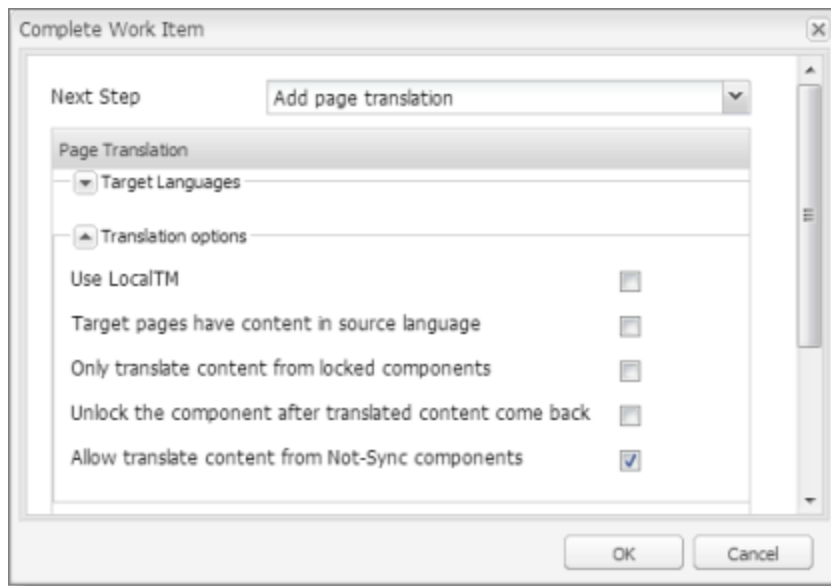 Complete Work Item
Next Step Add page translation
Page Translation
Target Languages
Translation options
Use LocalTM
Target pages have content in source language
Only translate content from locked components
Unlock the component after translated content come back
Allow translate content from Not-Sync components
OK Cancel